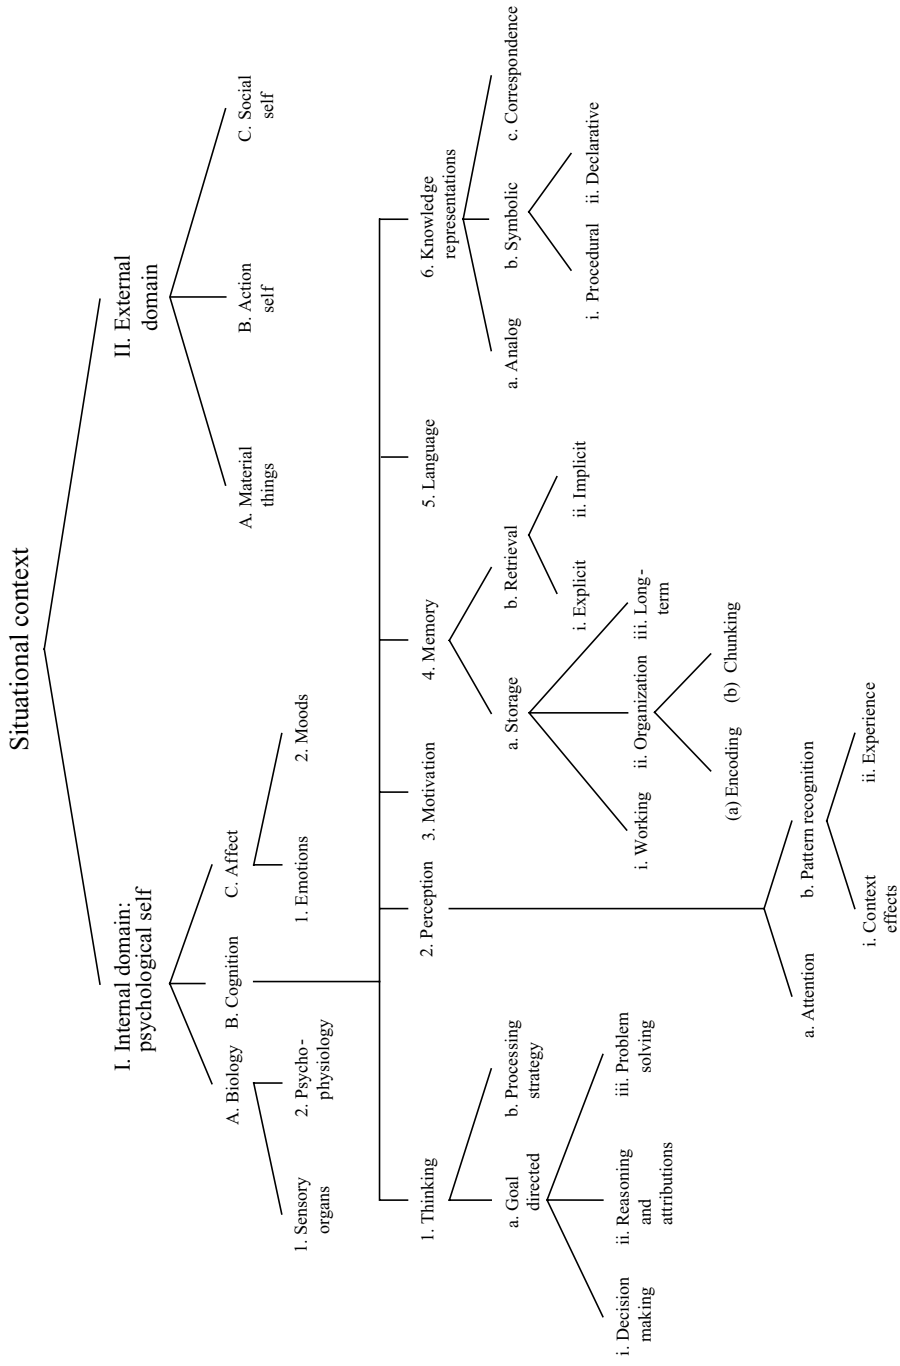 Situational context
I. Internal domain:
psychological self
II. External
domain
A. Biology
B. Cognition
C. Affect
A. Material
things
B. Action
self
C. Social
self
1. Sensory
organs
2. Psycho-
physiology
1. Emotions
2. Moods
1. Thinking
2. Perception
3. Motivation
4. Memory
5. Language
6. Knowledge
representations
a. Goal
directed
b. Processing
strategy
a. Storage
b. Retrieval
a. Analog
b. Symbolic
c. Correspondence
i. Explicit
ii. Implicit
i. Procedural
ii. Declarative
i. Decision
making
ii. Reasoning
and
attributions
iii. Problem
solving
i. Working
ii. Organization
iii. Long-
term
(a) Encoding
(b) Chunking
a. Attention
b. Pattern recognition
i. Context
effects
ii. Experience